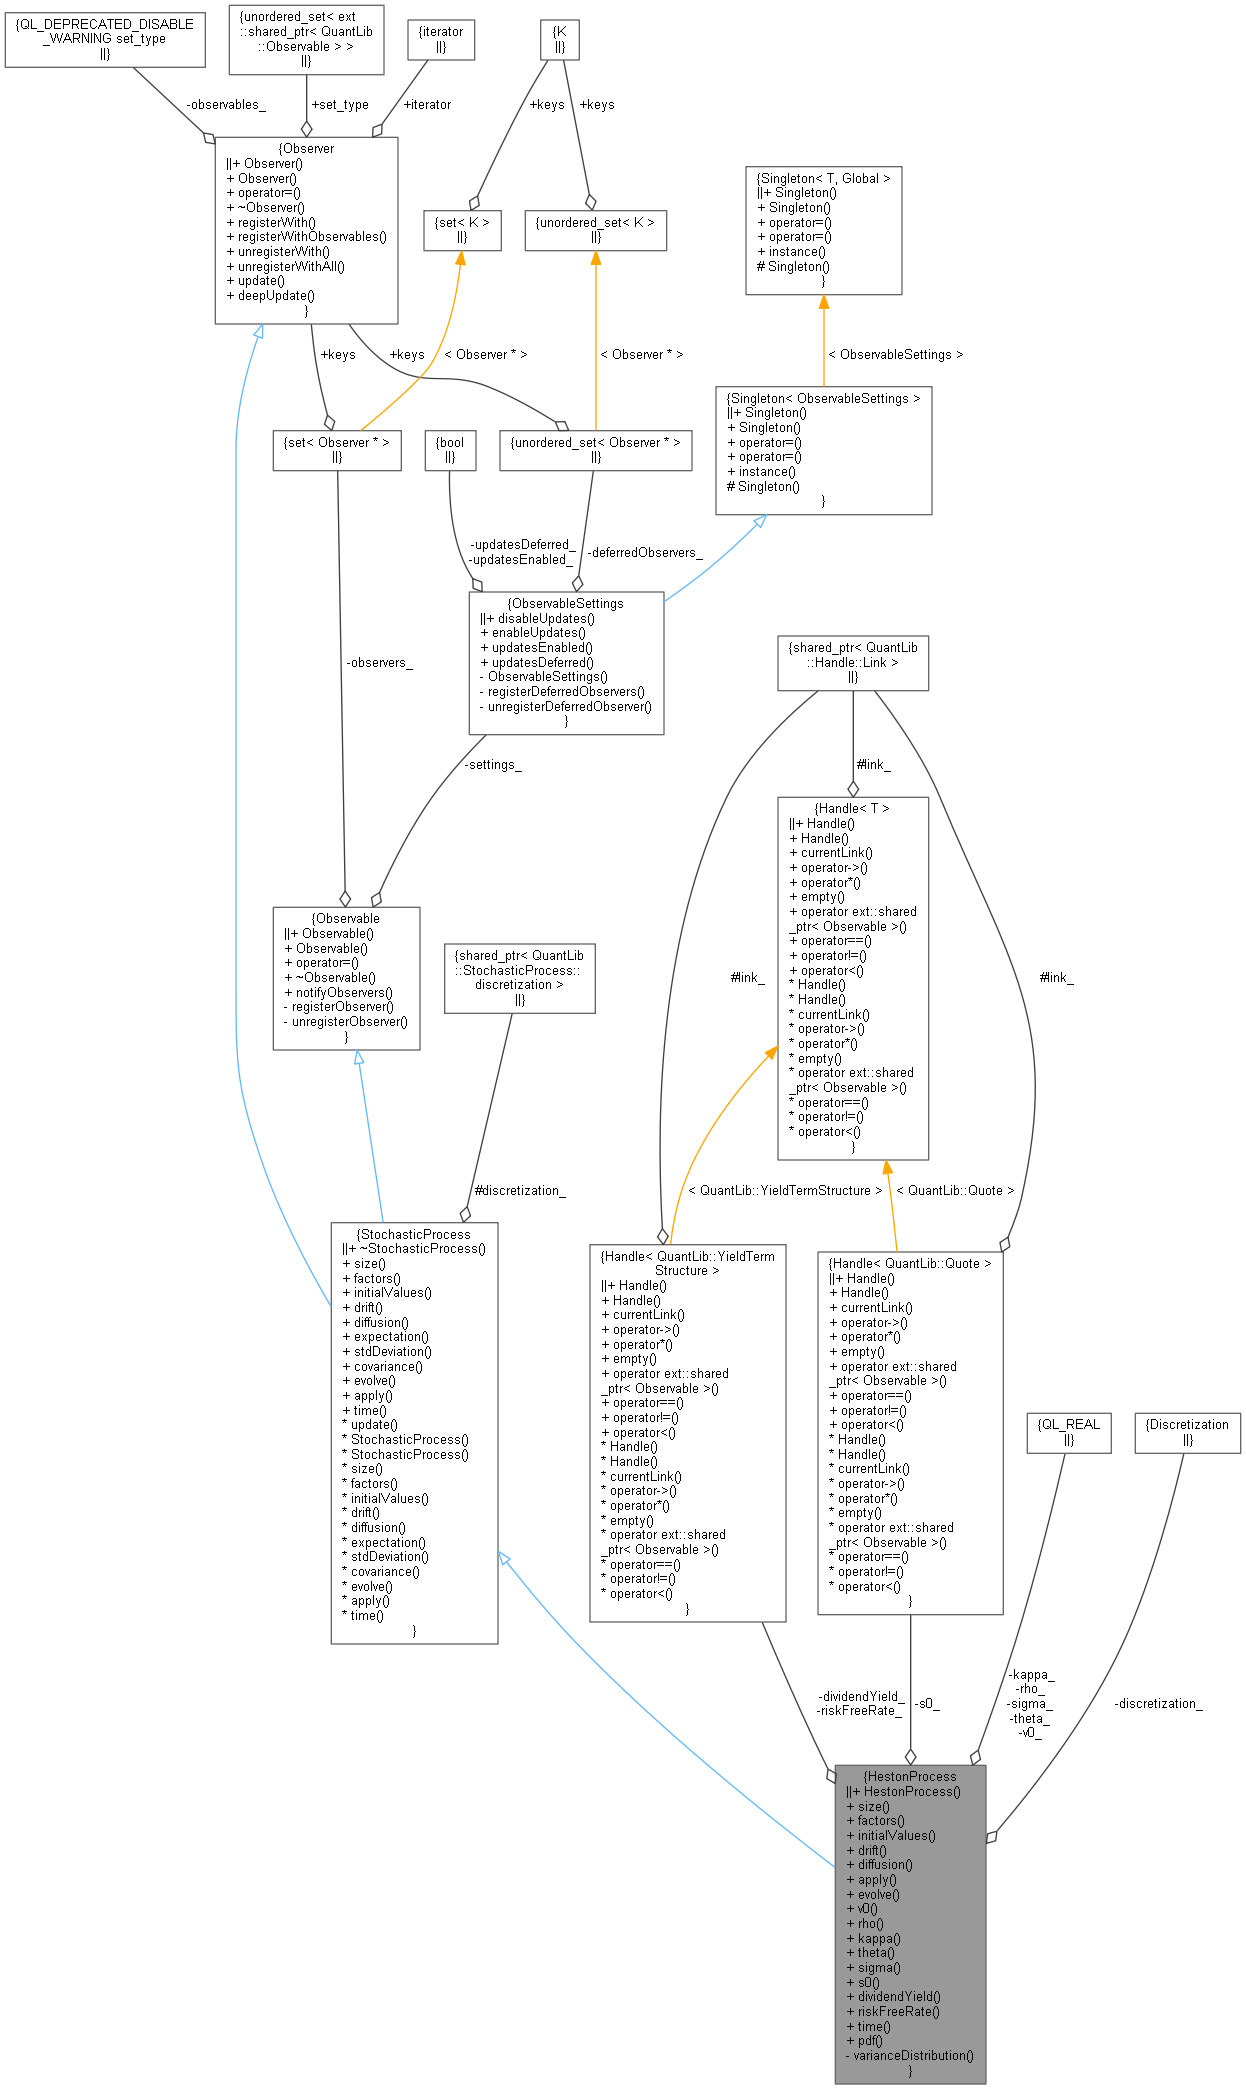 {QL_DEPRECATED_DISABLE
_WARNING set_type
||}
{unordered_set< ext
::shared_ptr< QuantLib
::Observable > >
||}
{iterator
||}
{K
||}
-observables_
+set_type
+iterator
+keys
+keys
{Observer
||+ Observer()
+ Observer()
+ operator=()
+ ~Observer()
+ registerWith()
+ registerWithObservables()
+ unregisterWith()
+ unregisterWithAll()
+ update()
+ deepUpdate()
}
{set< K >
||}
{unordered_set< K >
||}
{Singleton< T, Global >
||+ Singleton()
+ Singleton()
+ operator=()
+ operator=()
+ instance()
# Singleton()
}
+keys
+keys
< Observer * >
< Observer * >
< ObservableSettings >
{set< Observer * >
||}
{bool
||}
{unordered_set< Observer * >
||}
{Singleton< ObservableSettings >
||+ Singleton()
+ Singleton()
+ operator=()
+ operator=()
+ instance()
# Singleton()
}
-updatesDeferred_
-updatesEnabled_
-deferredObservers_
{ObservableSettings
||+ disableUpdates()
+ enableUpdates()
+ updatesEnabled()
+ updatesDeferred()
- ObservableSettings()
- registerDeferredObservers()
- unregisterDeferredObserver()
}
-observers_
-settings_
{shared_ptr< QuantLib
::Handle::Link >
||}
#link_
#link_
#link_
{Handle< T >
||+ Handle()
+ Handle()
+ currentLink()
+ operator->()
+ operator*()
+ empty()
+ operator ext::shared
_ptr< Observable >()
+ operator==()
+ operator!=()
+ operator<()
* Handle()
* Handle()
* currentLink()
* operator->()
* operator*()
* empty()
* operator ext::shared
_ptr< Observable >()
* operator==()
* operator!=()
* operator<()
}
{Observable
||+ Observable()
+ Observable()
+ operator=()
+ ~Observable()
+ notifyObservers()
- registerObserver()
- unregisterObserver()
}
{shared_ptr< QuantLib
::StochasticProcess::
discretization >
||}
#discretization_
< QuantLib::YieldTermStructure >
< QuantLib::Quote >
{StochasticProcess
||+ ~StochasticProcess()
+ size()
+ factors()
+ initialValues()
+ drift()
+ diffusion()
+ expectation()
+ stdDeviation()
+ covariance()
+ evolve()
+ apply()
+ time()
* update()
* StochasticProcess()
* StochasticProcess()
* size()
* factors()
* initialValues()
* drift()
* diffusion()
* expectation()
* stdDeviation()
* covariance()
* evolve()
* apply()
* time()
}
{Handle< QuantLib::YieldTerm
Structure >
||+ Handle()
+ Handle()
+ currentLink()
+ operator->()
+ operator*()
+ empty()
+ operator ext::shared
_ptr< Observable >()
+ operator==()
+ operator!=()
+ operator<()
* Handle()
* Handle()
* currentLink()
* operator->()
* operator*()
* empty()
* operator ext::shared
_ptr< Observable >()
* operator==()
* operator!=()
* operator<()
}
{Handle< QuantLib::Quote >
||+ Handle()
+ Handle()
+ currentLink()
+ operator->()
+ operator*()
+ empty()
+ operator ext::shared
_ptr< Observable >()
+ operator==()
+ operator!=()
+ operator<()
* Handle()
* Handle()
* currentLink()
* operator->()
* operator*()
* empty()
* operator ext::shared
_ptr< Observable >()
* operator==()
* operator!=()
* operator<()
}
{QL_REAL
||}
{Discretization
||}
-dividendYield_
-riskFreeRate_
-s0_
-kappa_
-rho_
-sigma_
-theta_
-v0_
-discretization_
{HestonProcess
||+ HestonProcess()
+ size()
+ factors()
+ initialValues()
+ drift()
+ diffusion()
+ apply()
+ evolve()
+ v0()
+ rho()
+ kappa()
+ theta()
+ sigma()
+ s0()
+ dividendYield()
+ riskFreeRate()
+ time()
+ pdf()
- varianceDistribution()
}